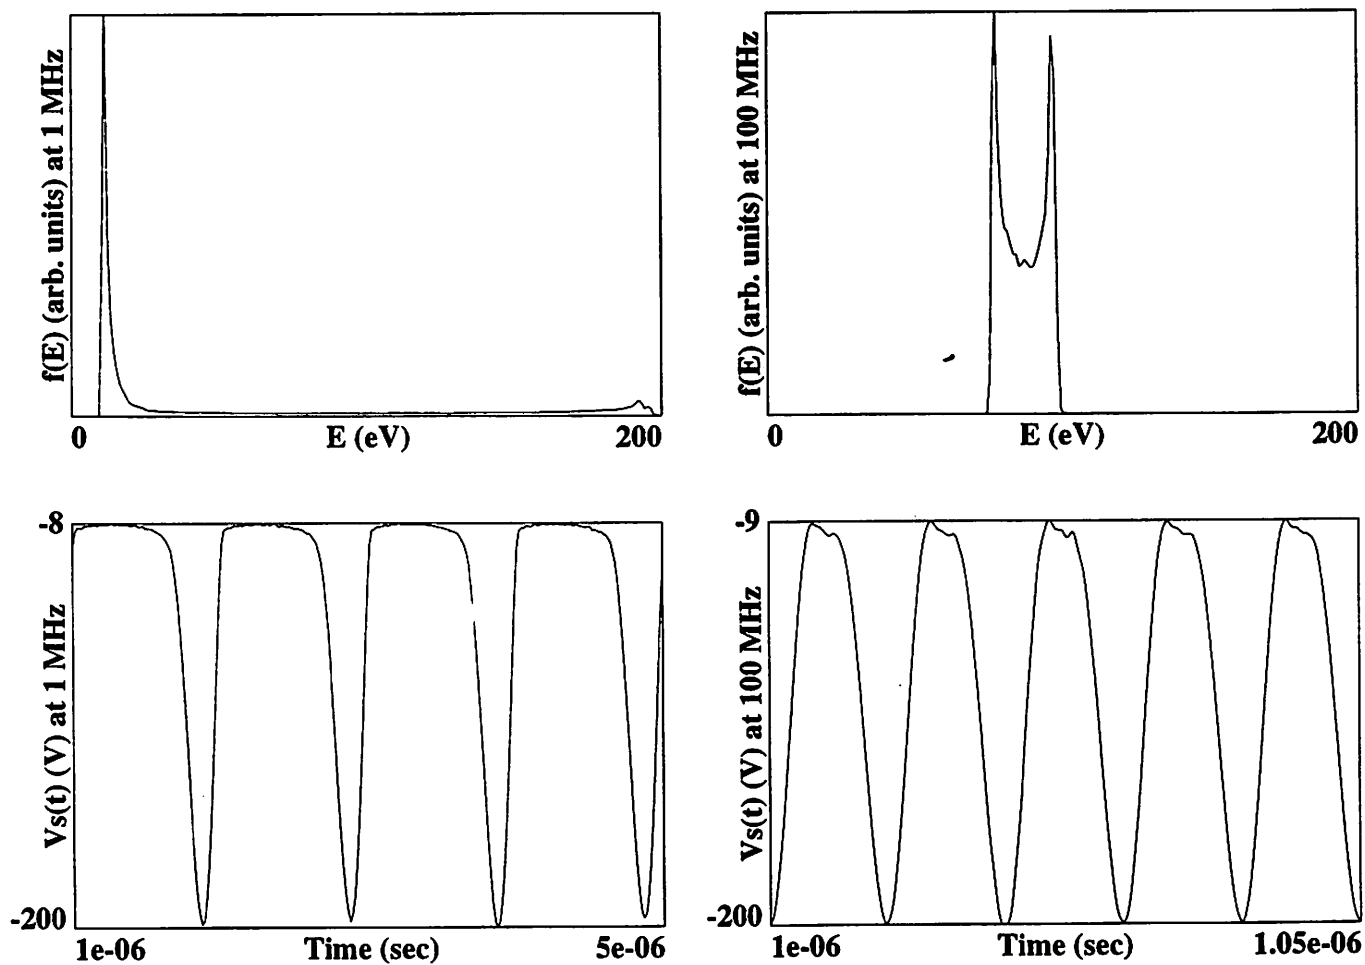 f(E) (arb. units) at 1 MHz
0 E (eV) 200
f(E) (arb. units) at 100 MHz
0 E (eV) 200
-8
Vs(t) (V) at 1 MHz
-200
1e-06 Time (sec) 5e-06
-9
Vs(t) (V) at 100 MHz
-200
1e-06 Time (sec) 1.05e-06